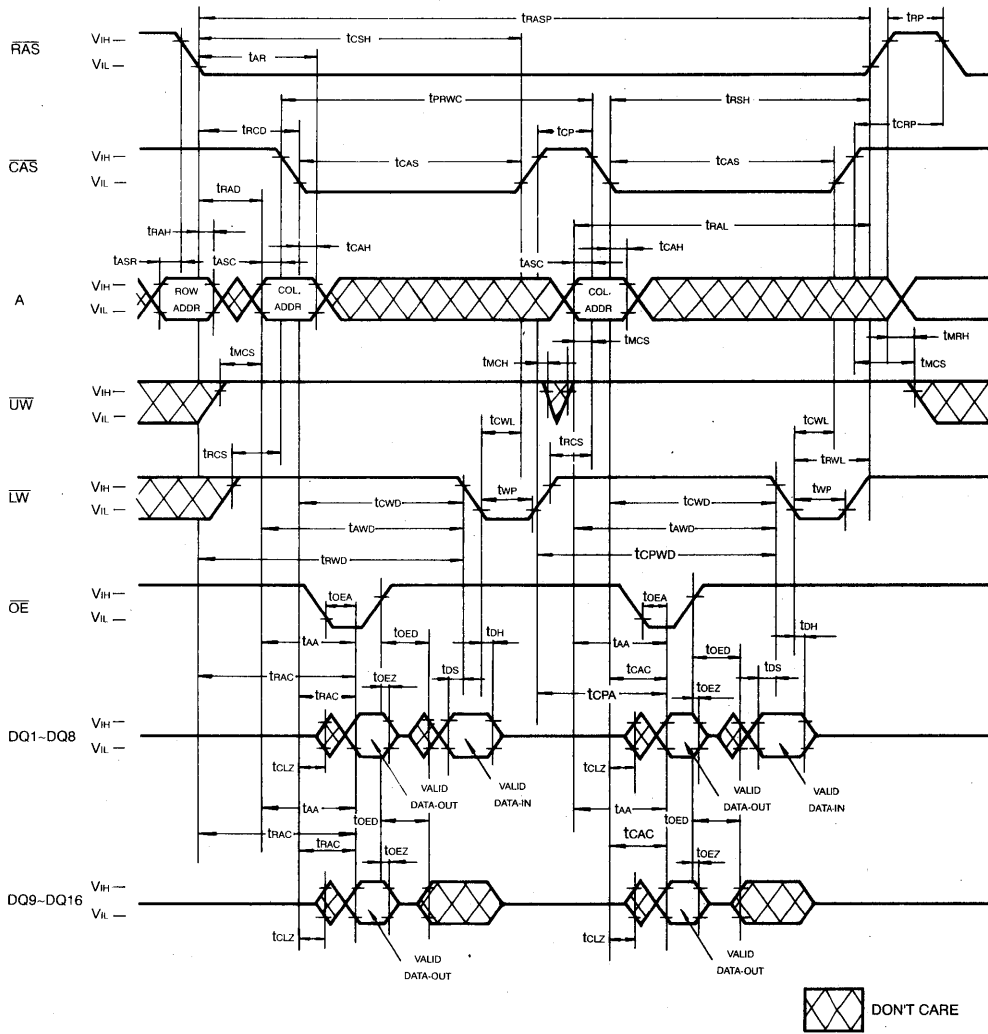 tRASP
tRP
tCSH
RAS
VIH
VIL
tAR
tPRWC
tRSH
tRCD
tCP
tCRP
CAS
VIH
VIL
tCAS
tCAS
tRAD
tRAL
tRAH
tCAH
tCAH
tASR
tASC
tASC
A
VIH
VIL
ROW
ADDR
COL.
ADDR
COL.
ADDR
tMCS
tMCH
tMCS
tMRH
tMCS
UW
VIH
VIL
tCWL
tCWL
tRCS
tRCS
tRWL
LW
VIH
VIL
tCWD
tWP
tCWD
tWP
tAWD
tAWD
tRWD
tCPWD
OE
VIH
VIL
tOEA
tOEA
tAA
tOED
tDH
tAA
tOED
tDH
tRAC
tDS
tCAC
tDS
tRAC
tOEZ
tCPA
tOEZ
DQ1~DQ8
VIH
VIL
tCLZ
VALID
DATA-OUT
VALID
DATA-IN
tCLZ
VALID
DATA-OUT
VALID
DATA-IN
tAA
tOED
tAA
tOED
tRAC
tCAC
tRAC
tOEZ
tOEZ
DQ9~DQ16
VIH
VIL
tCLZ
VALID
DATA-OUT
tCLZ
VALID
DATA-OUT
DON'T CARE